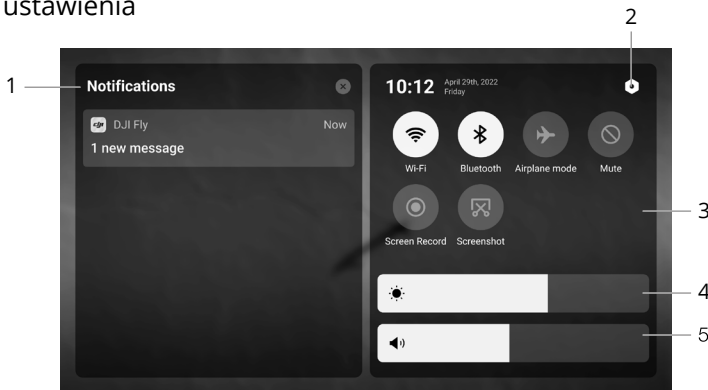 ustawienia
2
1
Notifications
10:12
April 29th, 2022
Friday
dji DJI Fly Now
1 new message
Wi-Fi Bluetooth Airplane mode Mute
3
Screen Record Screenshot
4
5